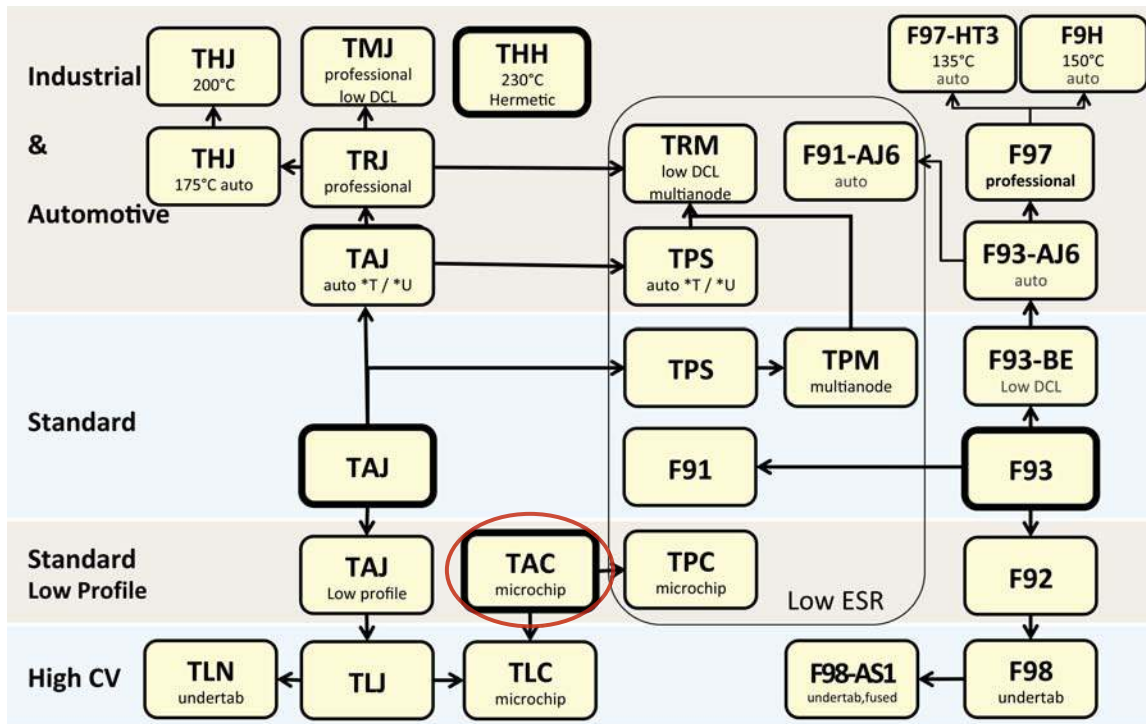 Industrial
&
Automotive
THJ
200°C
TMJ
professional
low DCL
THH
230°C
Hermetic
F97-HT3
135°C
auto
F9H
150°C
auto
THJ
175°C auto
TRJ
professional
TRM
low DCL
multianode
F91-AJ6
auto
F97
professional
TAJ
auto *T / *U
TPS
auto *T / *U
F93-AJ6
auto
Standard
TPS
TPM
multianode
F93-BE
Low DCL
TAJ
F91
F93
Standard
Low Profile
TAJ
Low profile
TAC
microchip
TPC
microchip
Low ESR
F92
High CV
TLN
undertab
TLJ
TLC
microchip
F98-AS1
undertab,fused
F98
undertab